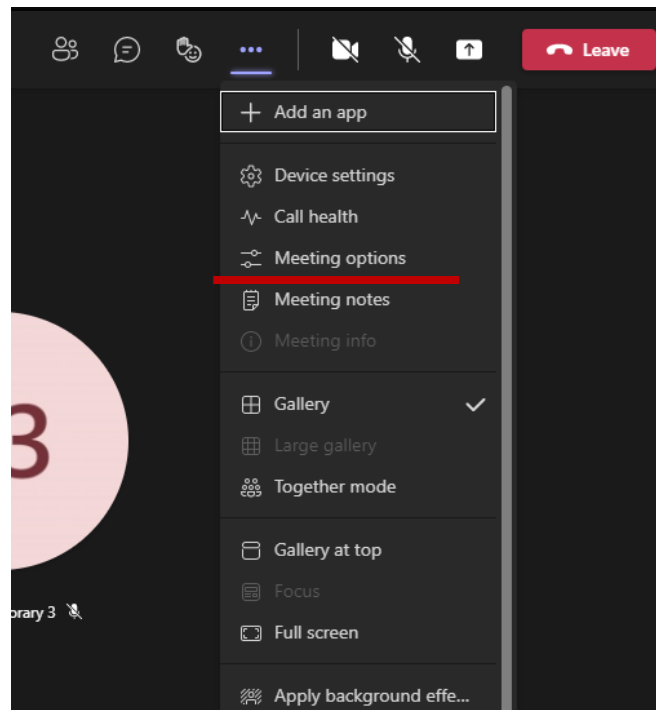 Leave
Add an app
Device settings
Call health
Meeting options
Meeting notes
Meeting info
Gallery
Large gallery
Together mode
3
Gallery at top
Focus
orary 3
Full screen
Apply background effe...